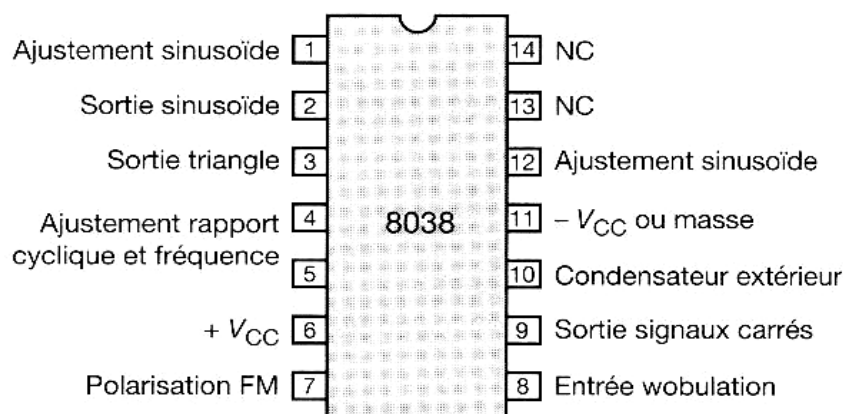 Ajustement sinusoïde 1
Sortie sinusoïde 2
Sortie triangle 3
Ajustement rapport 4
cyclique et fréquence
5
+ VCC 6
Polarisation FM 7
8038
14 NC
13 NC
12 Ajustement sinusoïde
11 – VCC ou masse
10 Condensateur extérieur
9 Sortie signaux carrés
8 Entrée wobulation